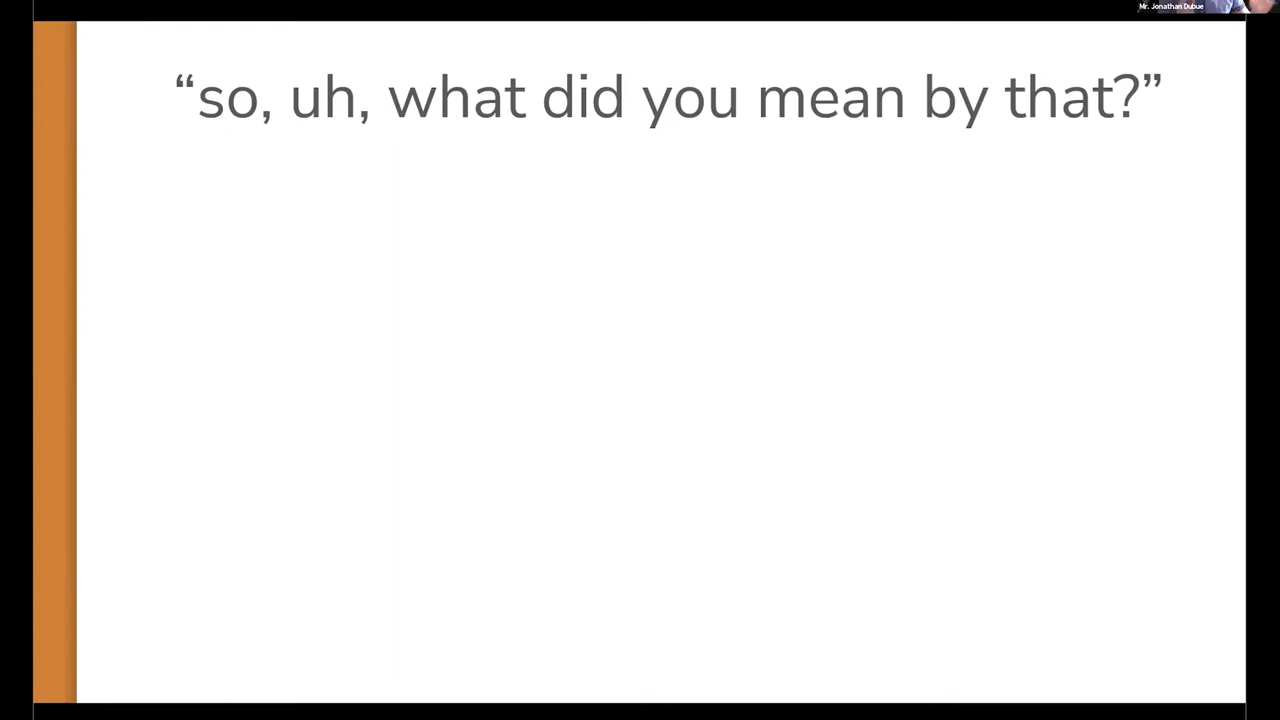 Mr. Jonathan Dubue
“so, uh, what did you mean by that?”